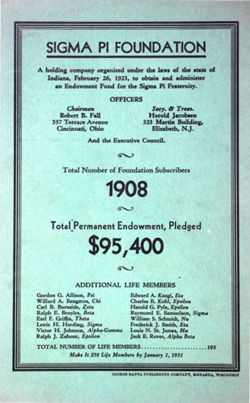 SIGMA PI FOUNDATION
A holding company organized under the laws of the state of
Indiana, February 26, 1923, to obtain and administer
an Endowment Fund for the Sigma Pi Fraternity.
OFFICERS
Chairman
Robert B. Fall
537 Terrace Avenue
Cincinnati, Ohio
Secy. & Treas.
Harold Jacobsen
323 Martin Building,
Elizabeth, N.J.
And the Executive Council.
Total Number of Foundation Subscribers
1908
Total Permanent Endowment, Pledged
$95,400
ADDITIONAL LIFE MEMBERS
Gordon G. Allison, Psi
Willard A. Bangston, Chi
Carl B. Burnside, Zeta
Ralph E. Broyles, Beta
Earl F. Griffin, Theta
Lewis H. Harding, Sigma
Victor H. Johnson, Alpha-Gamma
Ralph J. Zahour, Epsilon
Edward A. Kaegi, Eta
Charles B. Kohl, Epsilon
Harold G. Pyle, Epsilon
Raymond E. Samuelson, Sigma
William S. Schmidt, Nu
Frederick J. Smith, Eta
Louis N. St. James, Mu
Jack E. Rover, Alpha Beta
TOTAL NUMBER OF LIFE MEMBERS 193
Make It 250 Life Members by January 1, 1931
GEORGE BANTA PUBLISHING COMPANY, MENASHA, WISCONSIN